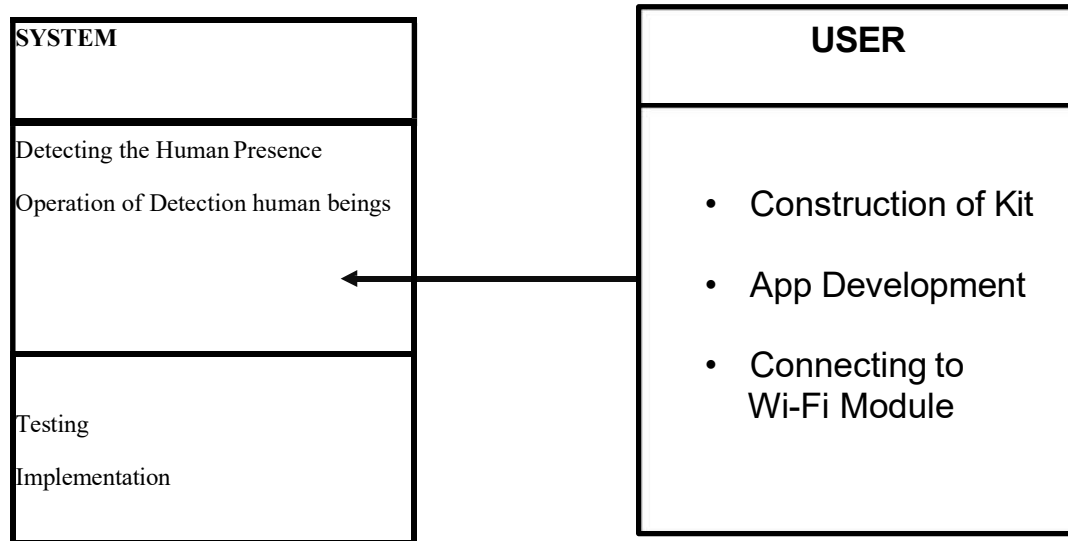 SYSTEM
Detecting the Human Presence
Operation of Detection human beings
Testing
Implementation
USER
• Construction of Kit
• App Development
• Connecting to
Wi-Fi Module